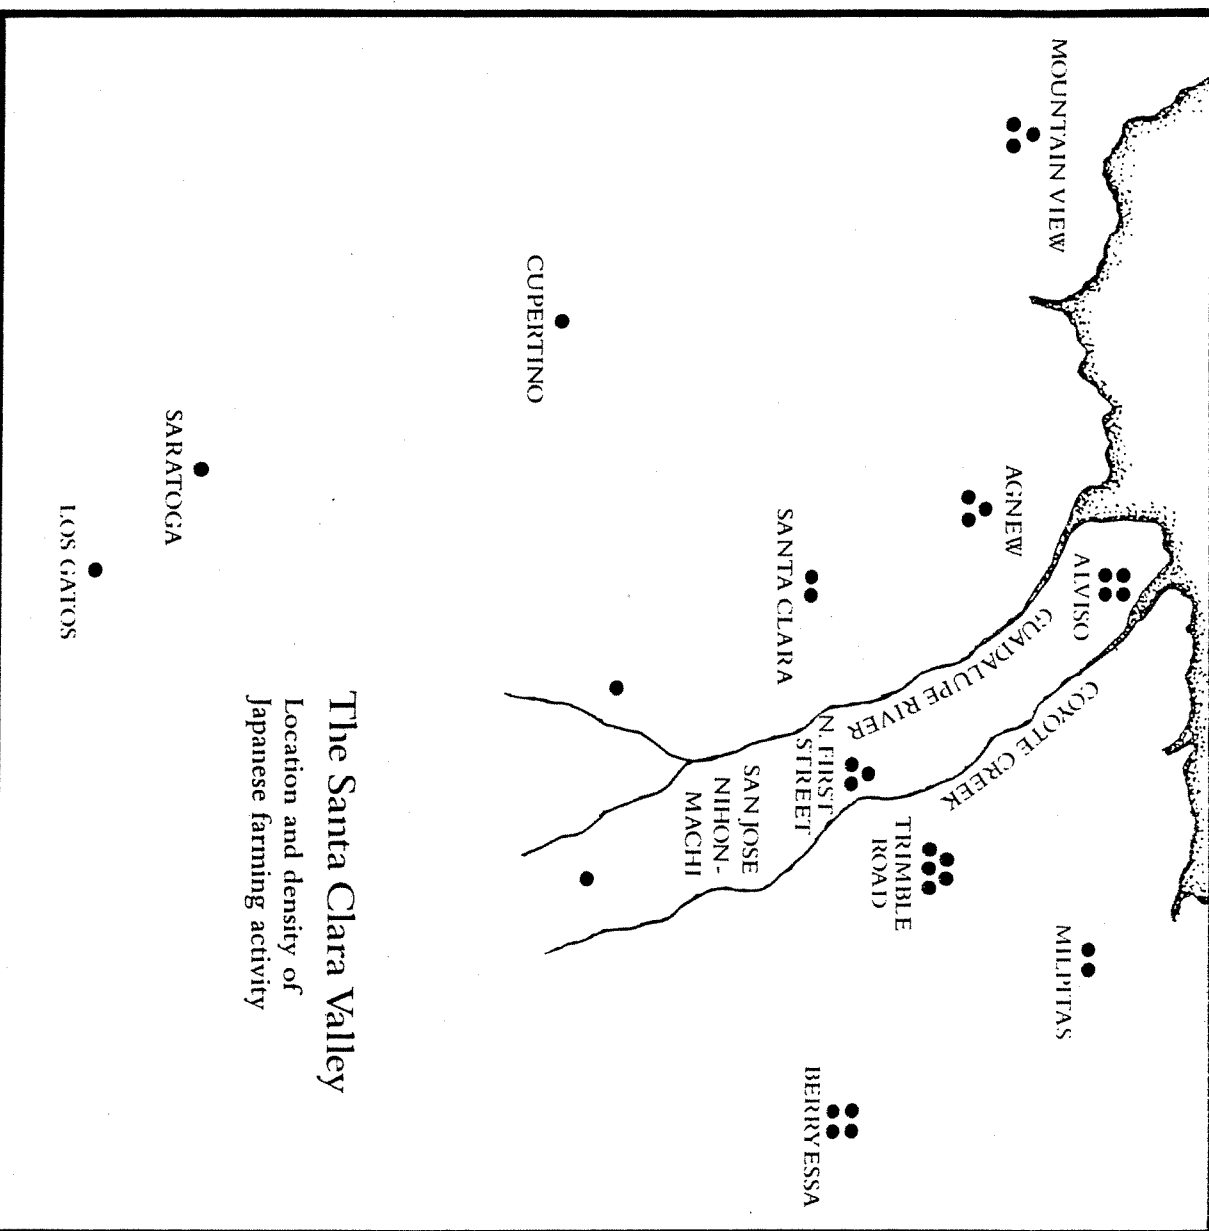 MOUNTAIN VIEW
ALVISO
AGNEW
MILPITAS
GUADALUPE RIVER
COYOTE CREEK
TRIMBLE
ROAD
N. FIRST
STREET
SANTA CLARA
BERRYESSA
SAN JOSE
NIHON-
MACHI
CUPERTINO
SARATOGA
LOS GATOS
The Santa Clara Valley
Location and density of
Japanese farming activity